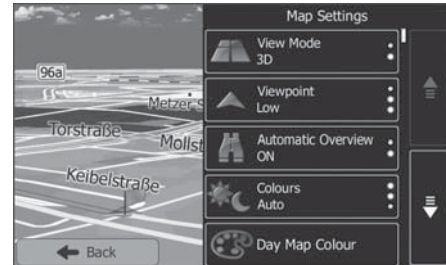 Map Settings
View Mode
3D
96a
Viewpoint
Low
Metzer S
Torstraße
Mollst
Automatic Overview
ON
Keibelstraße
Colours
Auto
Back
Day Map Colour